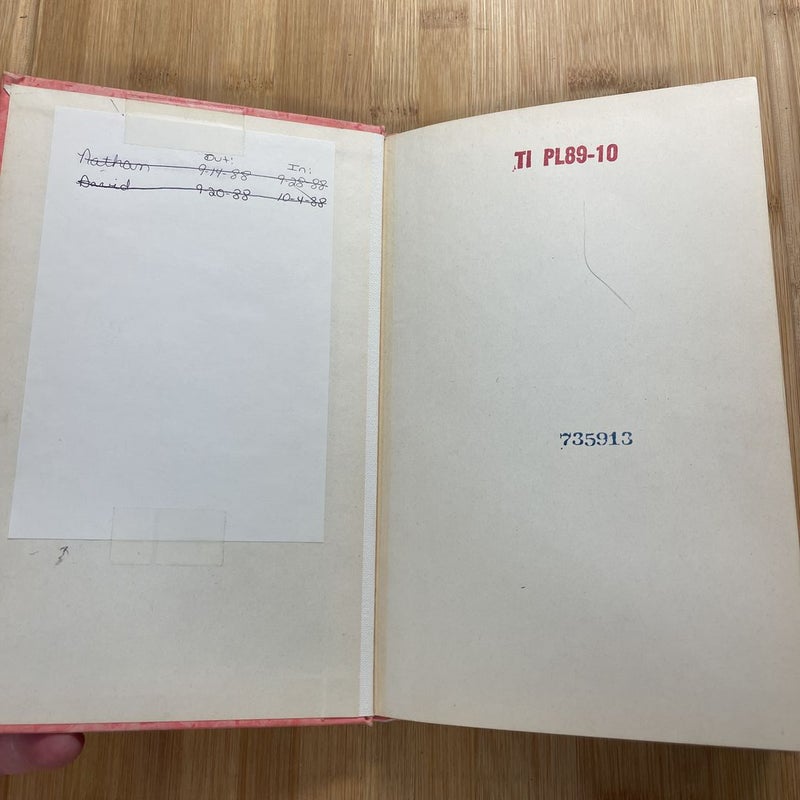 Out: In:
Nathan 9-14-88 9-28-88
David 9-20-88 10-4-88
TI PL89-10
735913